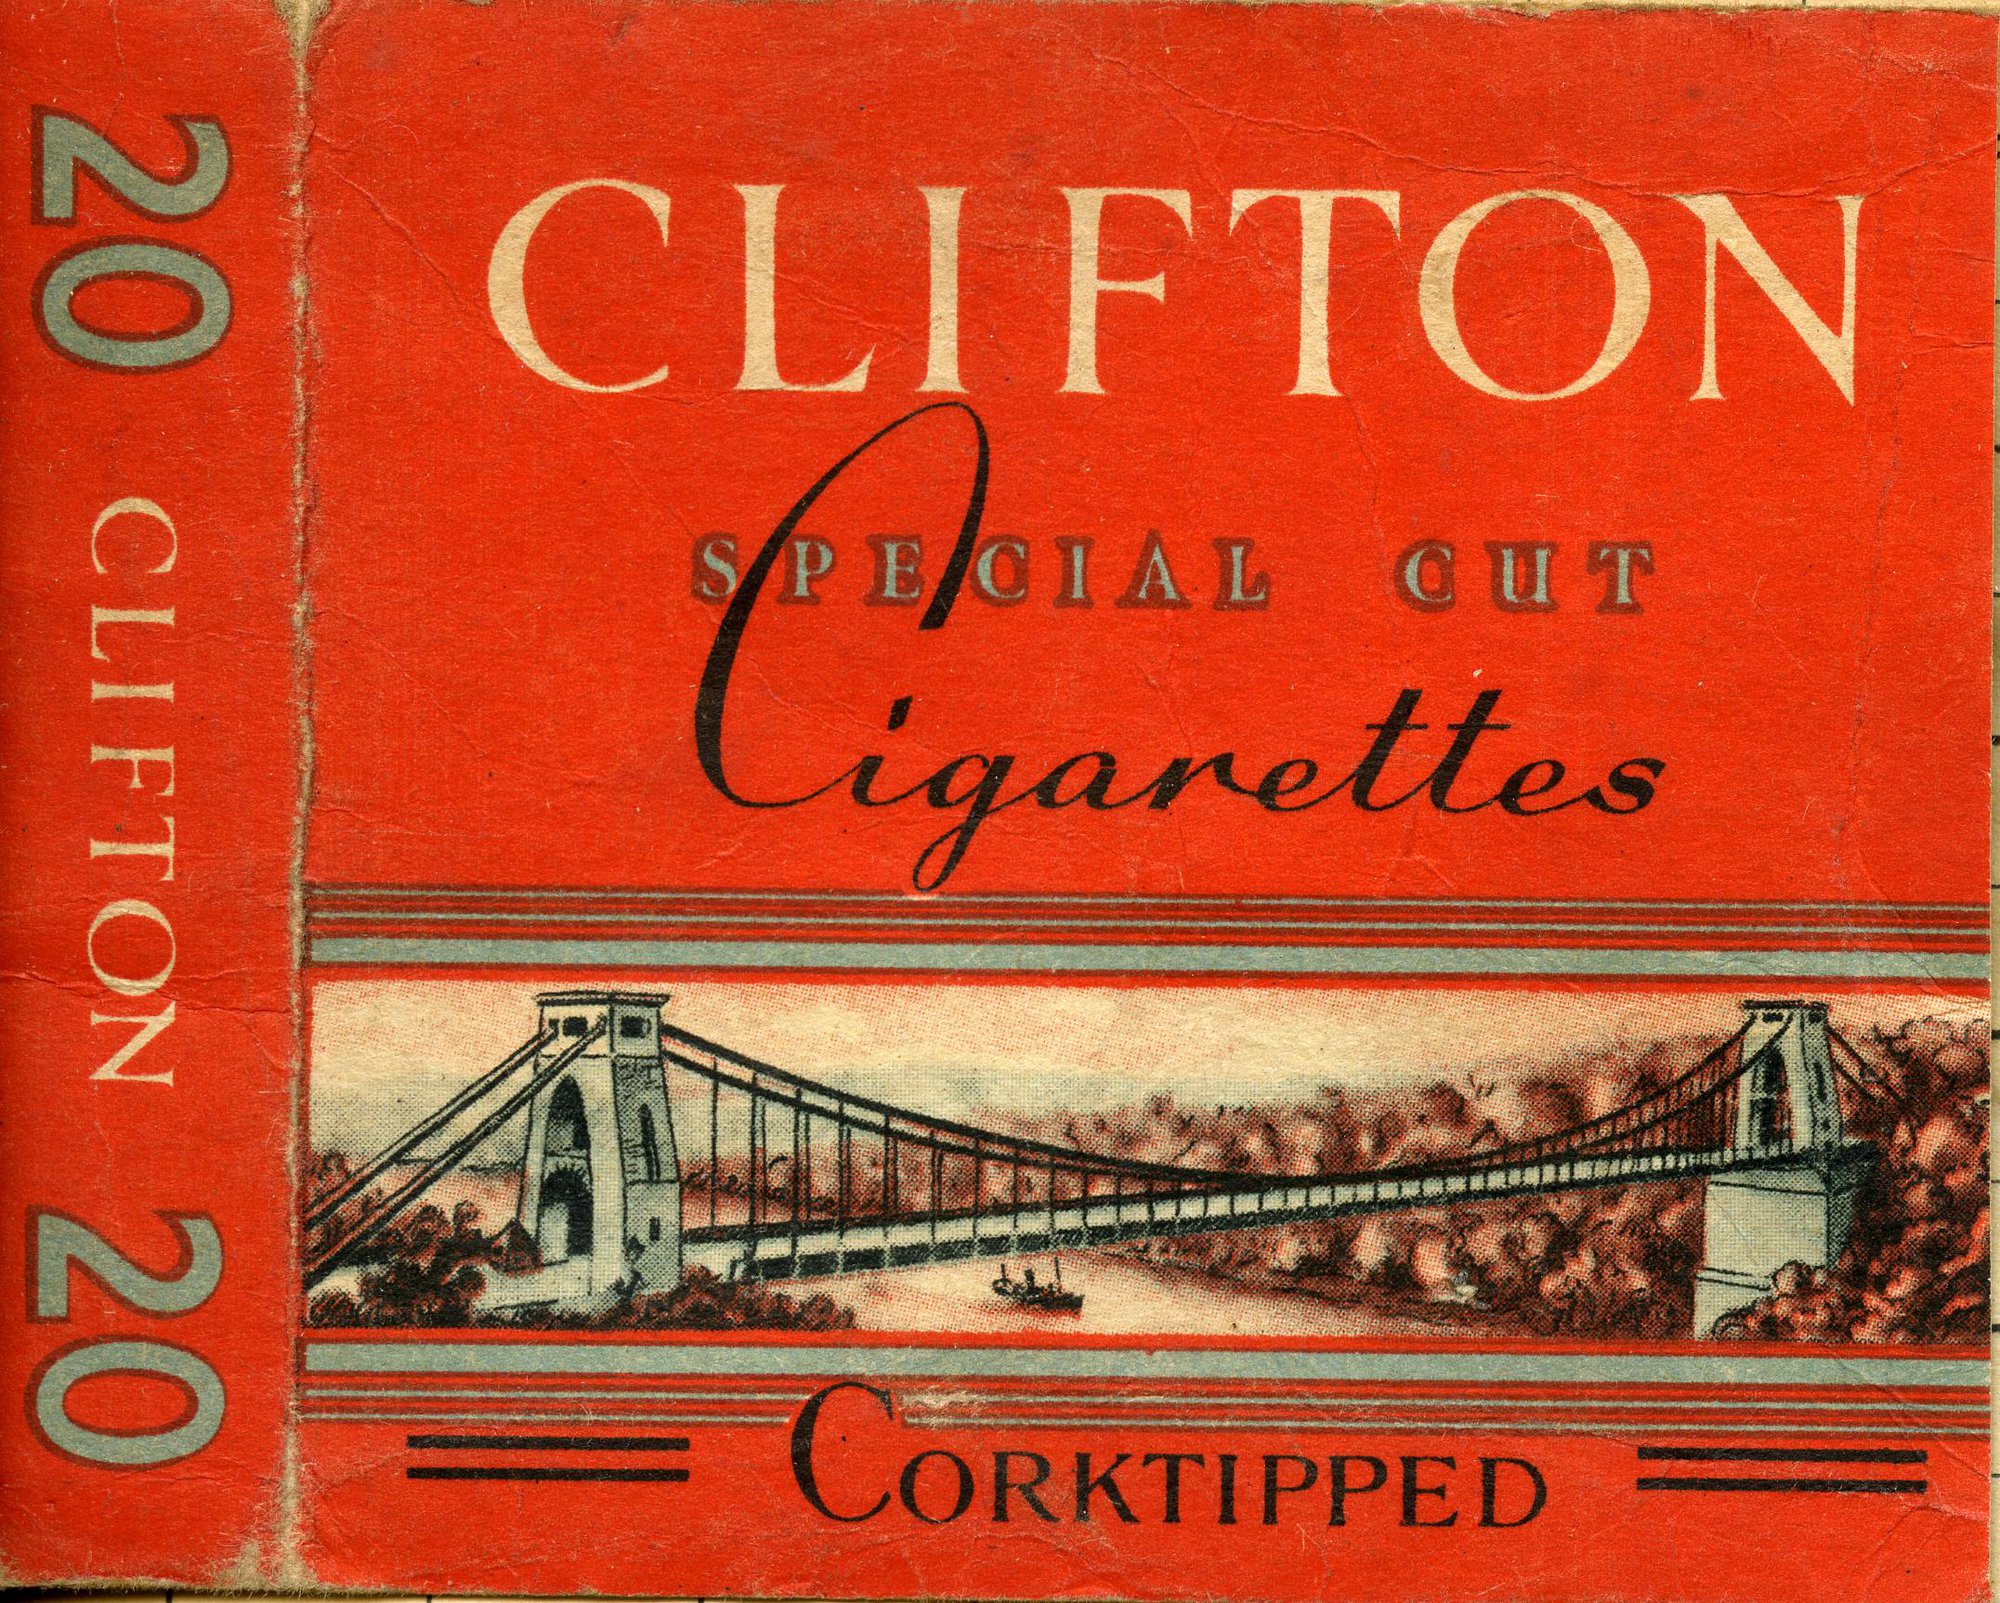 20 CLIFTON 20
CLIFTON
SPECIAL CUT
Cigarettes
CORKTIPPED